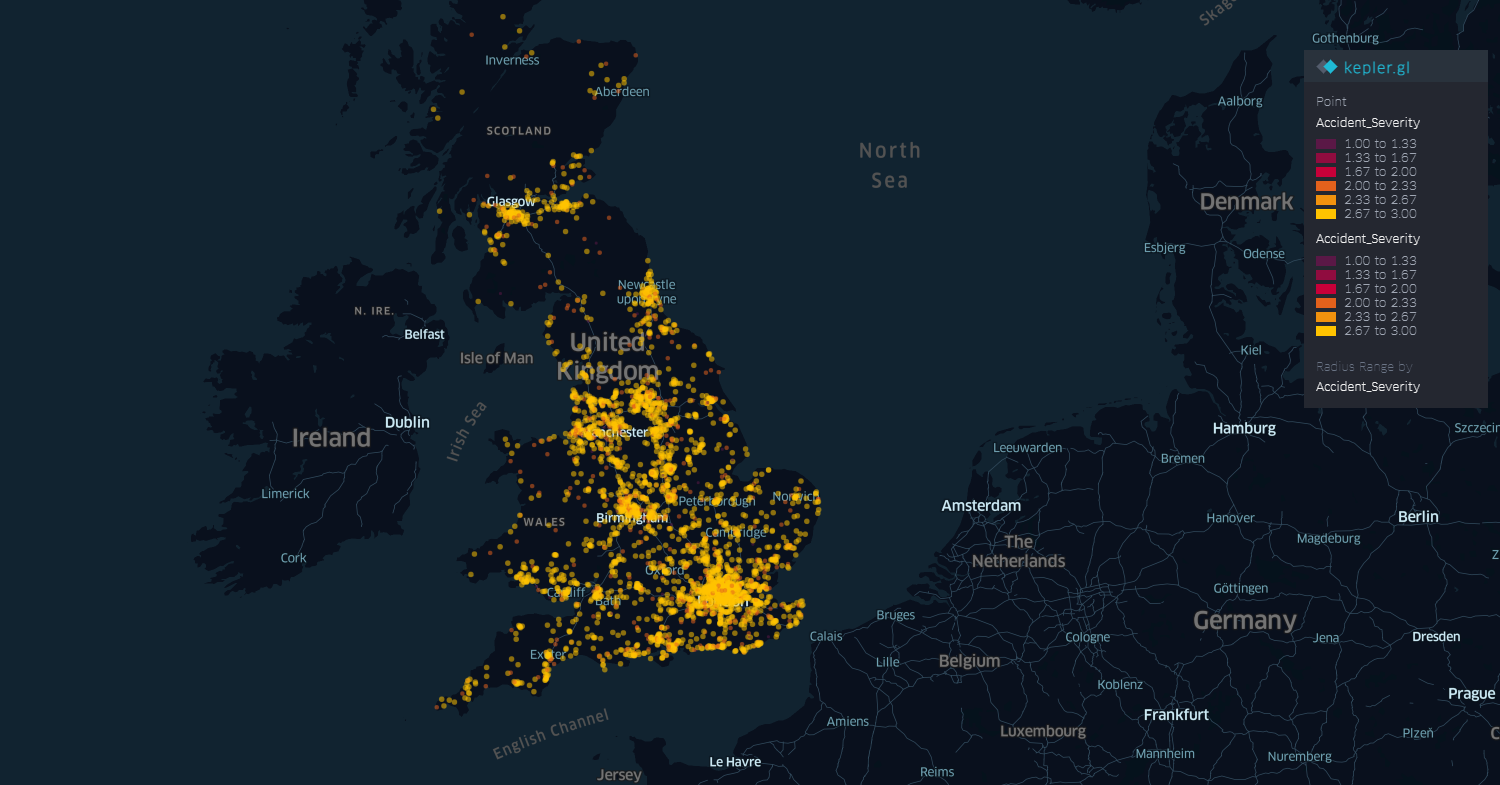 Skag
Gothenburg
kepler.gl
Inverness
Aberdeen
Aalborg
Point
Accident_Severity
SCOTLAND
1.00 to 1.33
1.33 to 1.67
1.67 to 2.00
2.00 to 2.33
2.33 to 2.67
2.67 to 3.00
North
Sea
Glasgow
Denmark
Accident_Severity
Esbjerg
Odense
1.00 to 1.33
1.33 to 1.67
1.67 to 2.00
2.00 to 2.33
2.33 to 2.67
2.67 to 3.00
Newcastle
upon Tyne
N. IRE.
Belfast
United
Kingdom
Isle of Man
Kiel
Radius Range by
Accident_Severity
Dublin
Ireland
Irish Sea
Manchester
Hamburg
Szczecin
Leeuwarden
Bremen
Limerick
Peterborough
Norwich
Amsterdam
WALES
Birmingham
Hanover
Berlin
Cambridge
The
Netherlands
Magdeburg
Cork
Oxford
Cardiff
Bath
London
Göttingen
Bruges
Germany
Calais
Cologne
Jena
Dresden
Exeter
Lille
Belgium
Koblenz
Prague
English Channel
Amiens
Frankfurt
Luxembourg
Plzeň
Le Havre
Mannheim
Nuremberg
Jersey
Reims